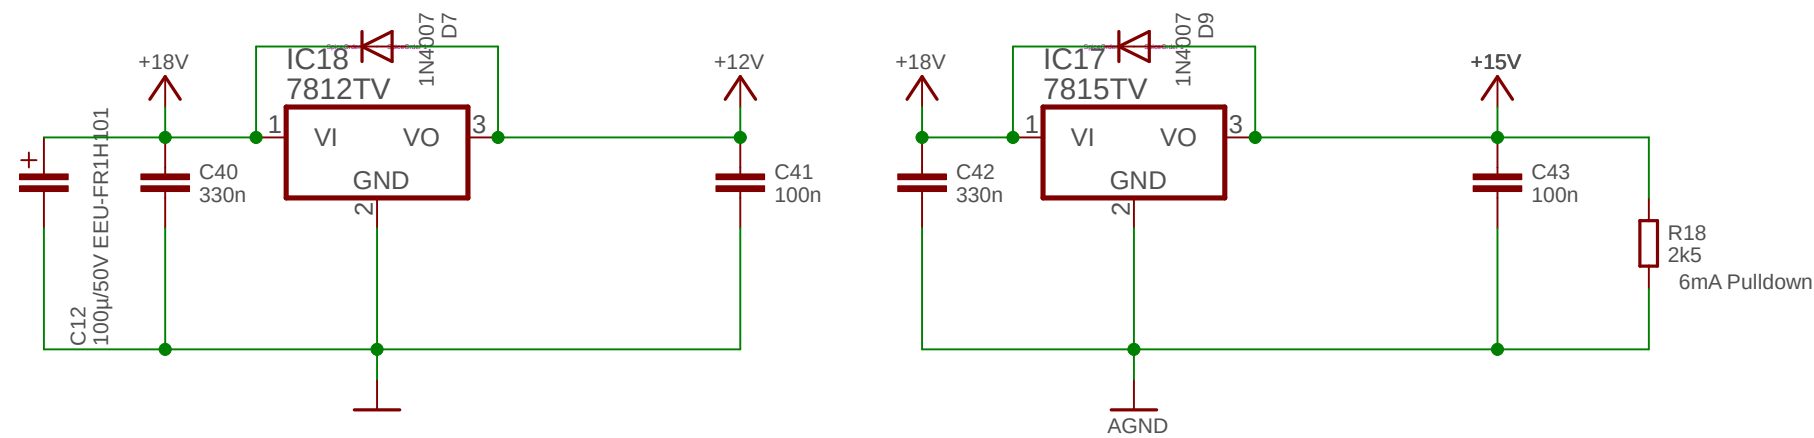 +18V
IC18
7812TV
1N4007
D7
+12V
1
VI
VO
3
GND
2
+
C12
100µ/50V EEU-FR1H101
C40
330n
C41
100n
+18V
IC17
7815TV
1N4007
D9
+15V
1
VI
VO
3
GND
2
C42
330n
C43
100n
R18
2k5
6mA Pulldown
AGND